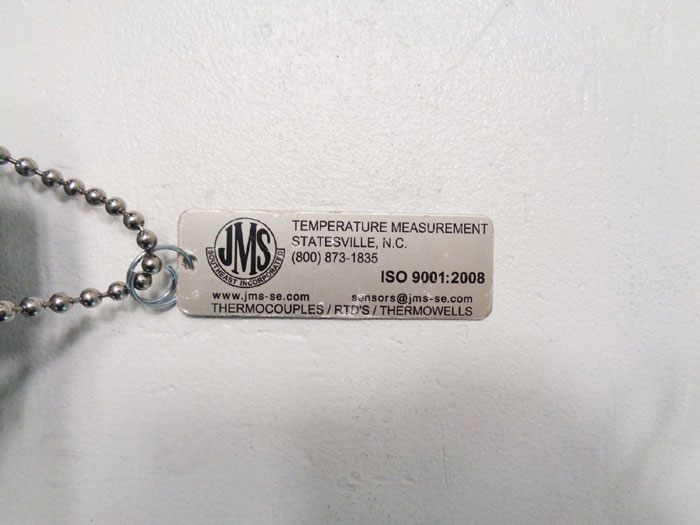 JMS
SOUTHEAST INCORPORATED
TEMPERATURE MEASUREMENT
STATESVILLE, N.C.
(800) 873-1835
ISO 9001:2008
www.jms-se.com sensors@jms-se.com
THERMOCOUPLES / RTD'S / THERMOWELLS